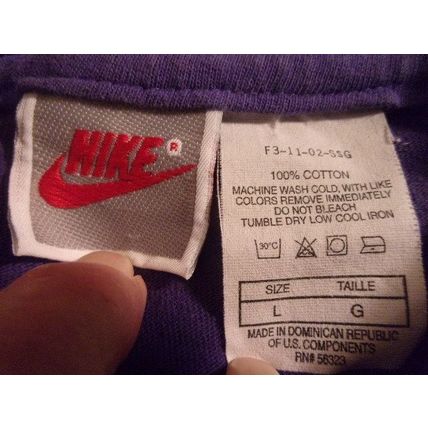 NIKE ®
F3-11-02-SSG
100% COTTON
MACHINE WASH COLD, WITH LIKE
COLORS REMOVE IMMEDIATELY
DO NOT BLEACH
TUMBLE DRY LOW COOL IRON
30°C
SIZE TAILLE
L G
MADE IN DOMINICAN REPUBLIC
OF U.S. COMPONENTS
RN# 56323